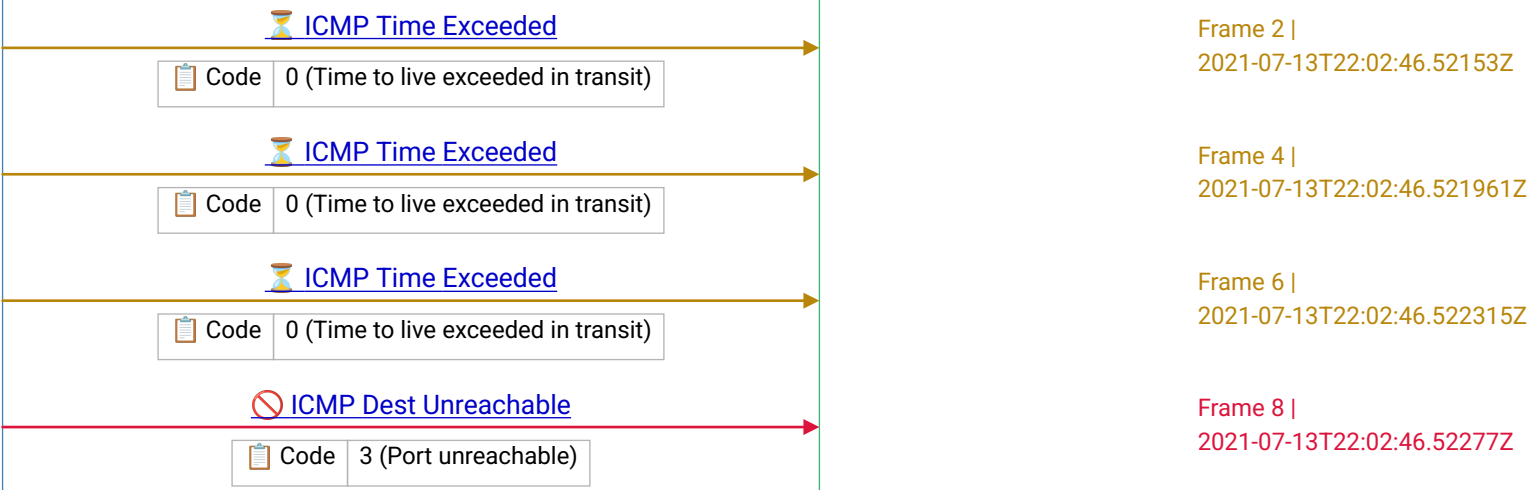 ⏳ ICMP Time Exceeded
Frame 2 |
2021-07-13T22:02:46.52153Z
📋 Code 0 (Time to live exceeded in transit)
⏳ ICMP Time Exceeded
Frame 4 |
2021-07-13T22:02:46.521961Z
📋 Code 0 (Time to live exceeded in transit)
⏳ ICMP Time Exceeded
Frame 6 |
2021-07-13T22:02:46.522315Z
📋 Code 0 (Time to live exceeded in transit)
🚫 ICMP Dest Unreachable
Frame 8 |
2021-07-13T22:02:46.52277Z
📋 Code 3 (Port unreachable)